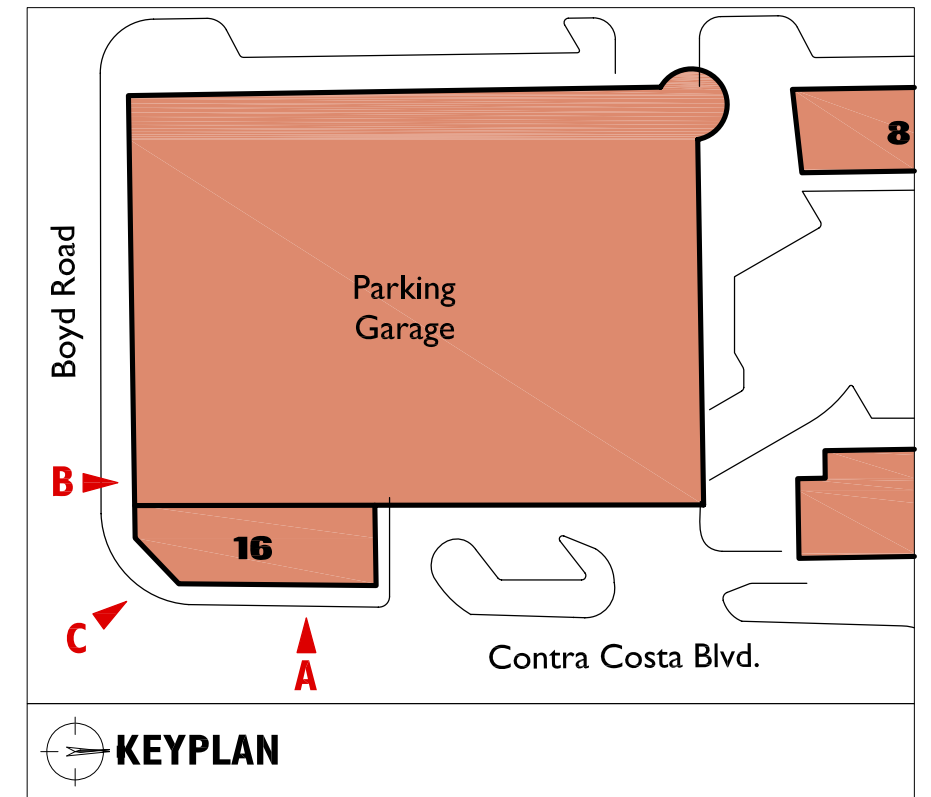 8
Boyd Road
Parking
Garage
B
16
C
A
Contra Costa Blvd.
KEYPLAN